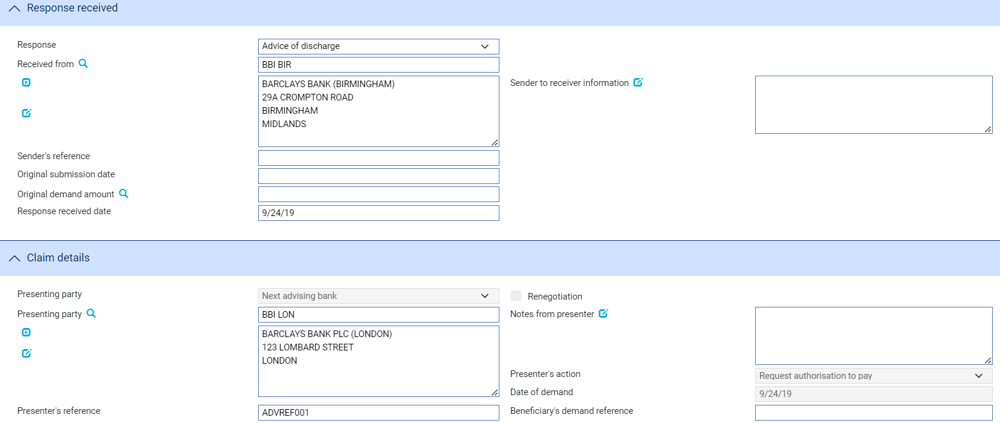 Response received
Response
Advice of discharge
Received from
BBI BIR
BARCLAYS BANK (BIRMINGHAM)
29A CROMPTON ROAD
BIRMINGHAM
MIDLANDS
Sender to receiver information
Sender's reference
Original submission date
Original demand amount
Response received date
9/24/19
Claim details
Presenting party
Next advising bank
Renegotiation
Presenting party
BBI LON
Notes from presenter
BARCLAYS BANK PLC (LONDON)
123 LOMBARD STREET
LONDON
Presenter's action
Request authorisation to pay
Date of demand
9/24/19
Presenter's reference
ADVREF001
Beneficiary's demand reference